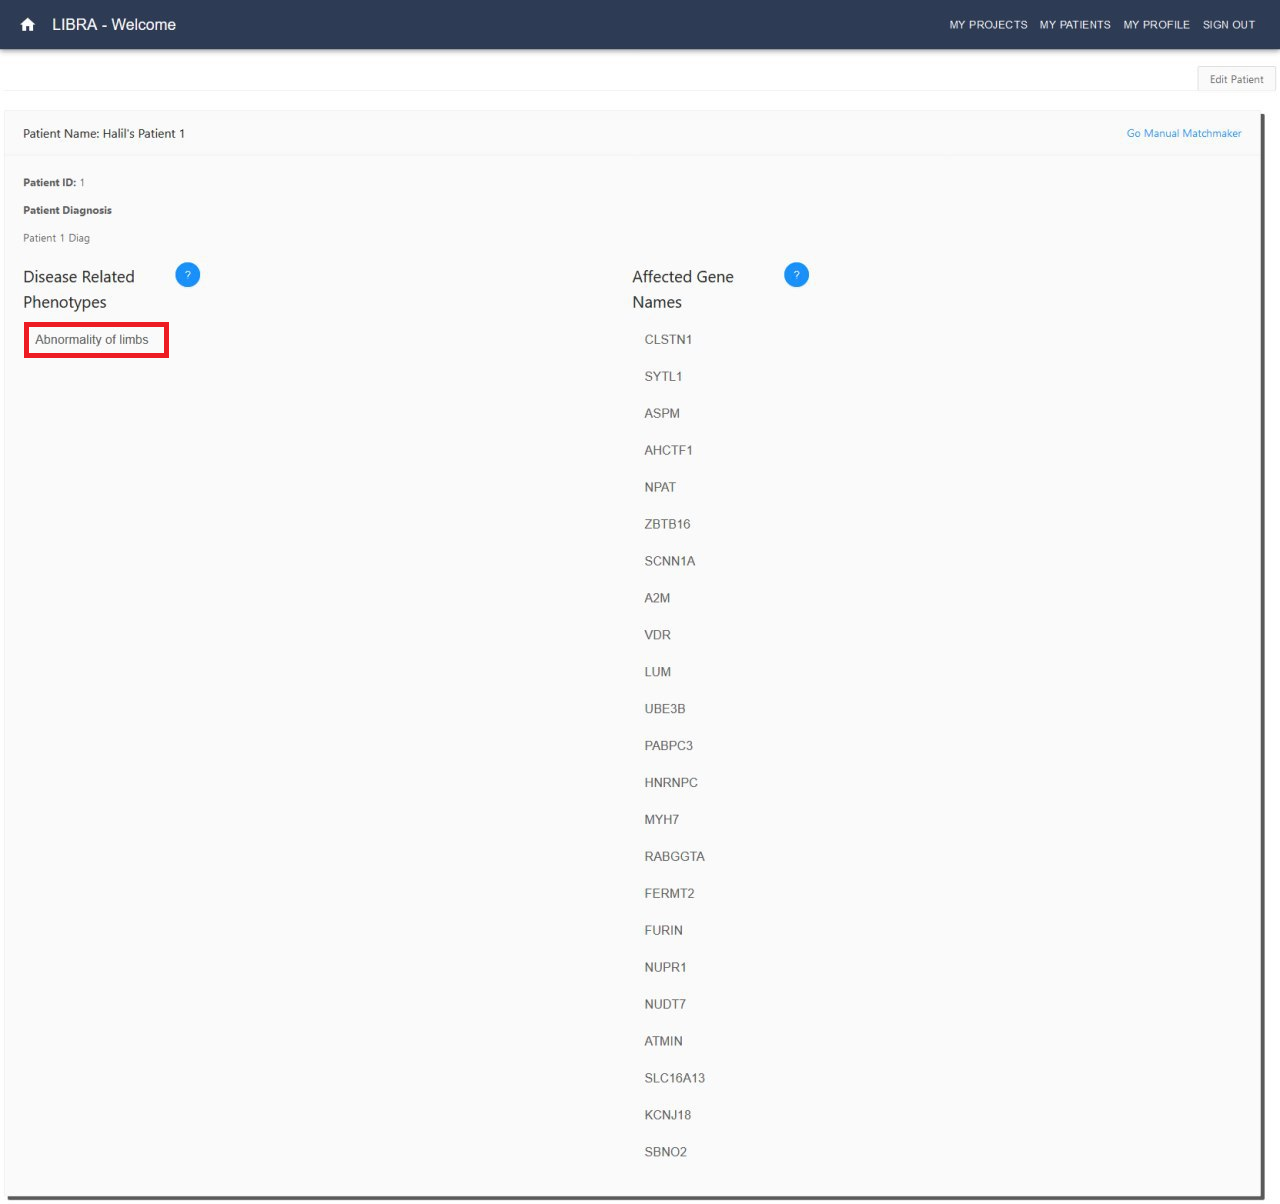 LIBRA - Welcome
MY PROJECTS MY PATIENTS MY PROFILE SIGN OUT
Edit Patient
Patient Name: Halil's Patient 1
Go Manual Matchmaker
Patient ID: 1
Patient Diagnosis
Patient 1 Diag
Disease Related
Phenotypes
?
Abnormality of limbs
Affected Gene
Names
?
CLSTN1
SYTL1
ASPM
AHCTF1
NPAT
ZBTB16
SCNN1A
A2M
VDR
LUM
UBE3B
PABPC3
HNRNPC
MYH7
RABGGTA
FERMT2
FURIN
NUPR1
NUDT7
ATMIN
SLC16A13
KCNJ18
SBNO2